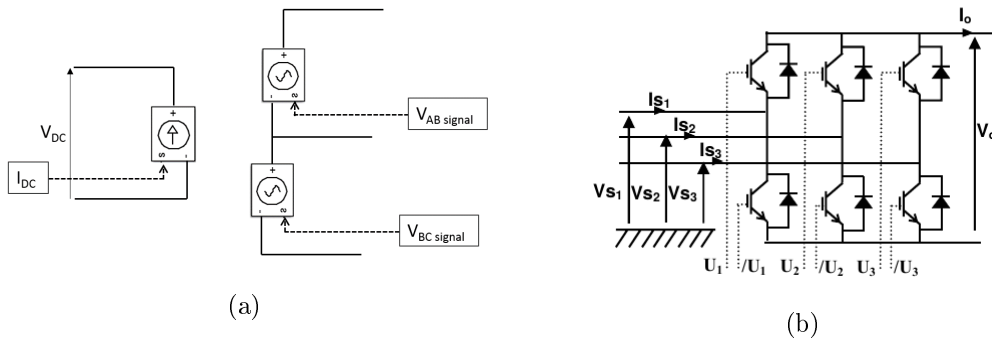 V_DC
I_DC
+
S
-
+
-
S
V_AB signal
+
-
S
V_BC signal
(a)
I_o
Is_1
Is_2
Is_3
Vs_1 Vs_2 Vs_3
U_1 /U_1 U_2 /U_2 U_3 /U_3
(b)